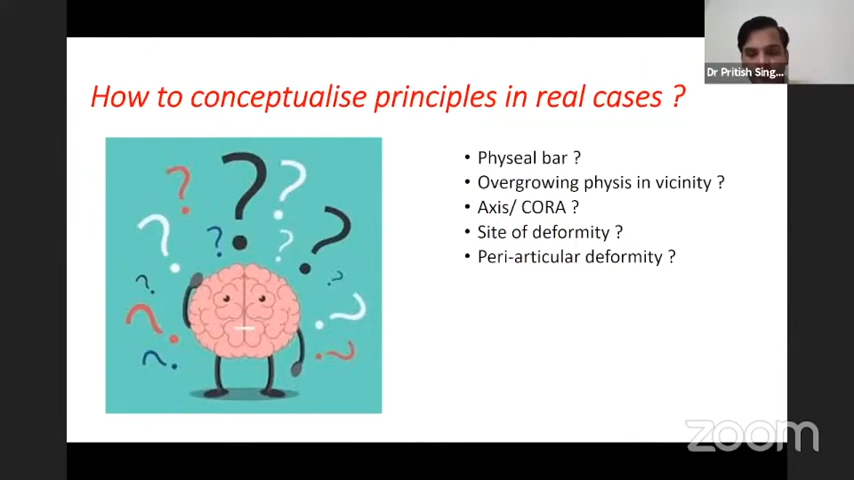 Dr Pritish Sing...
How to conceptualise principles in real cases ?
• Physeal bar ?
• Overgrowing physis in vicinity ?
• Axis/ CORA ?
• Site of deformity ?
• Peri-articular deformity ?
? ? ? ? ? ? ? ? ? ? ?
zoom